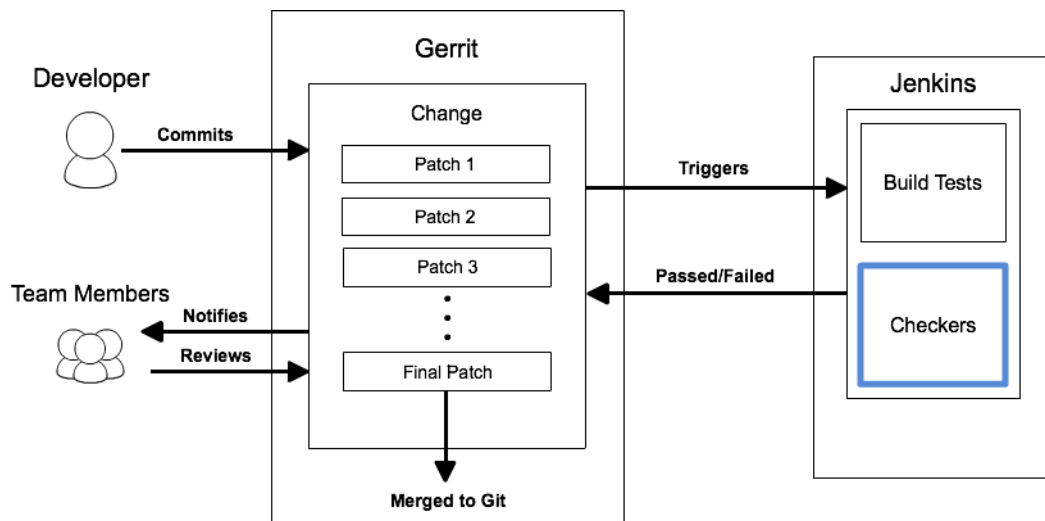 Gerrit
Developer
Jenkins
Change
Commits
Patch 1
Triggers
Build Tests
Patch 2
Patch 3
Passed/Failed
Team Members
Notifies
Checkers
Reviews
Final Patch
Merged to Git